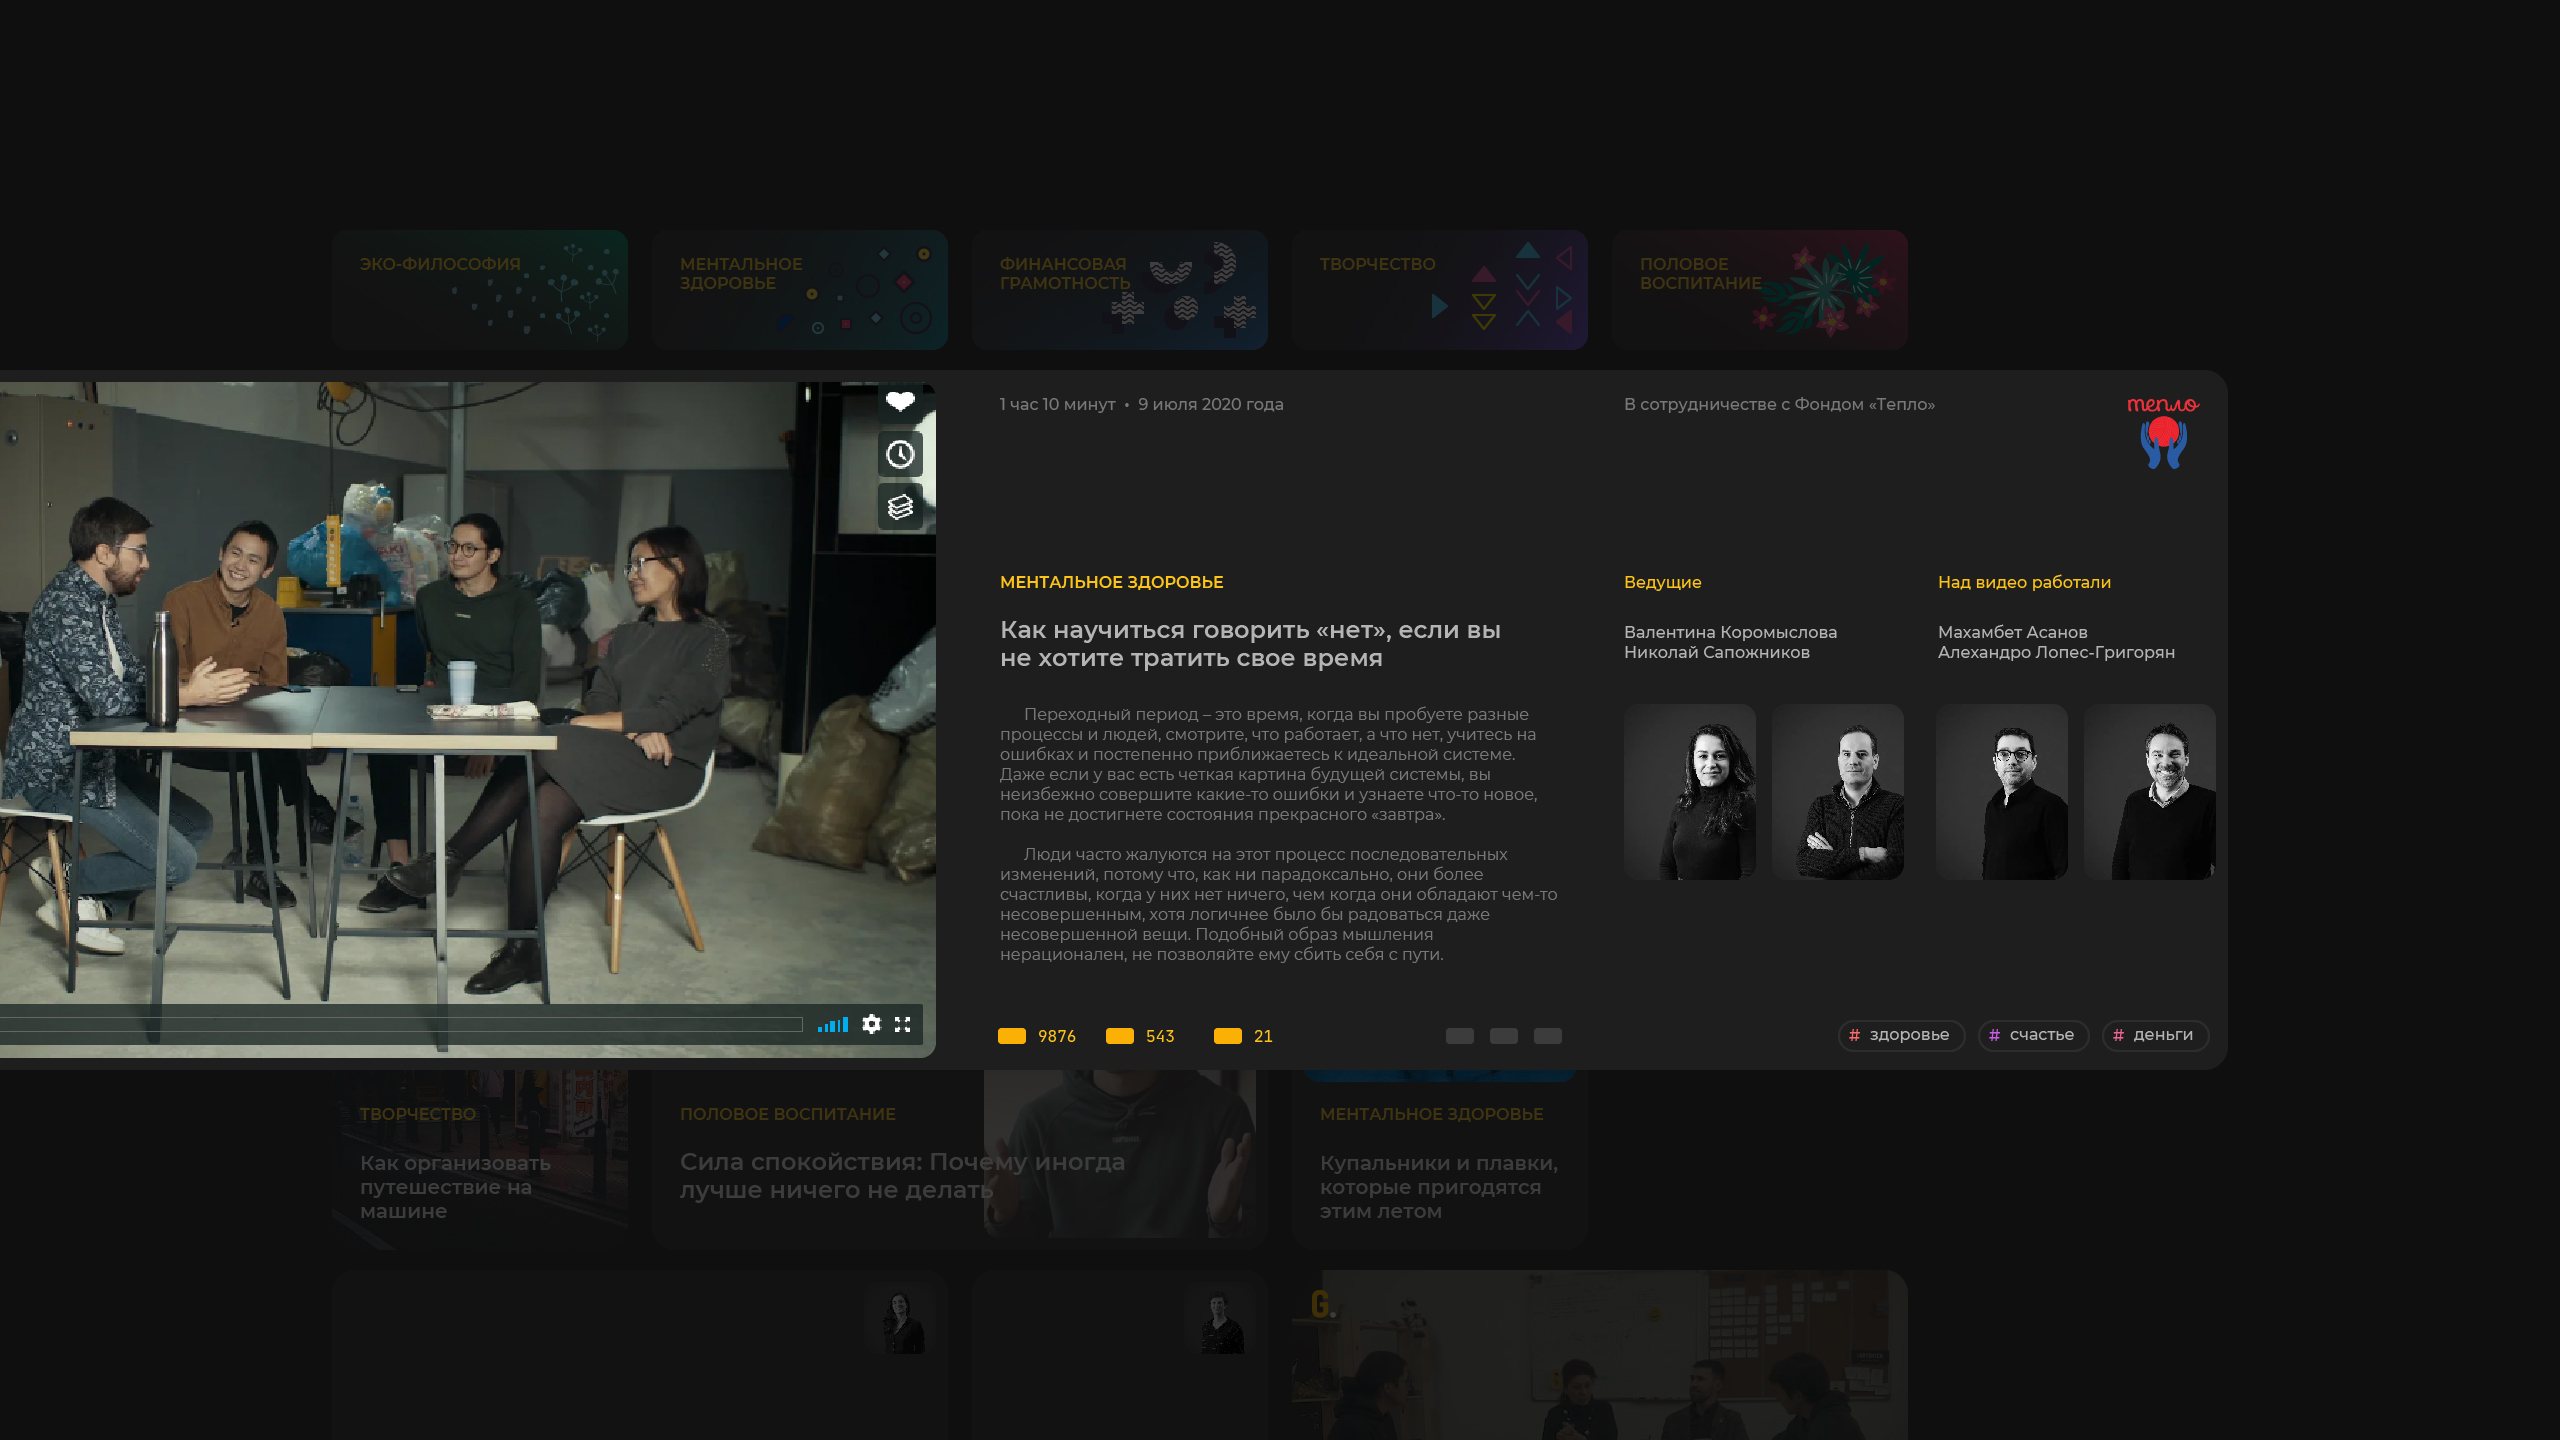 ЭКО-ФИЛОСОФИЯ
МЕНТАЛЬНОЕ
ЗДОРОВЬЕ
ФИНАНСОВАЯ
ГРАМОТНОСТЬ
ТВОРЧЕСТВО
ПОЛОВОЕ
ВОСПИТАНИЕ
1 час 10 минут • 9 июля 2020 года
В сотрудничестве с Фондом «Тепло»
тепло
МЕНТАЛЬНОЕ ЗДОРОВЬЕ
Как научиться говорить «нет», если вы
не хотите тратить свое время
Переходный период – это время, когда вы пробуете разные
процессы и людей, смотрите, что работает, а что нет, учитесь на
ошибках и постепенно приближаетесь к идеальной системе.
Даже если у вас есть четкая картина будущей системы, вы
неизбежно совершите какие-то ошибки и узнаете что-то новое,
пока не достигнете состояния прекрасного «завтра».
Люди часто жалуются на этот процесс последовательных
изменений, потому что, как ни парадоксально, они более
счастливы, когда у них нет ничего, чем когда они обладают чем-то
несовершенным, хотя логичнее было бы радоваться даже
несовершенной вещи. Подобный образ мышления
нерационален, не позволяйте ему сбить себя с пути.
9876
543
21
Ведущие
Валентина Коромыслова
Николай Сапожников
Над видео работали
Махамбет Асанов
Алехандро Лопес-Григорян
# здоровье
# счастье
# деньги
ТВОРЧЕСТВО
Как организовать
путешествие на
машине
ПОЛОВОЕ ВОСПИТАНИЕ
Сила спокойствия: Почему иногда
лучше ничего не делать
МЕНТАЛЬНОЕ ЗДОРОВЬЕ
Купальники и плавки,
которые пригодятся
этим летом
G.